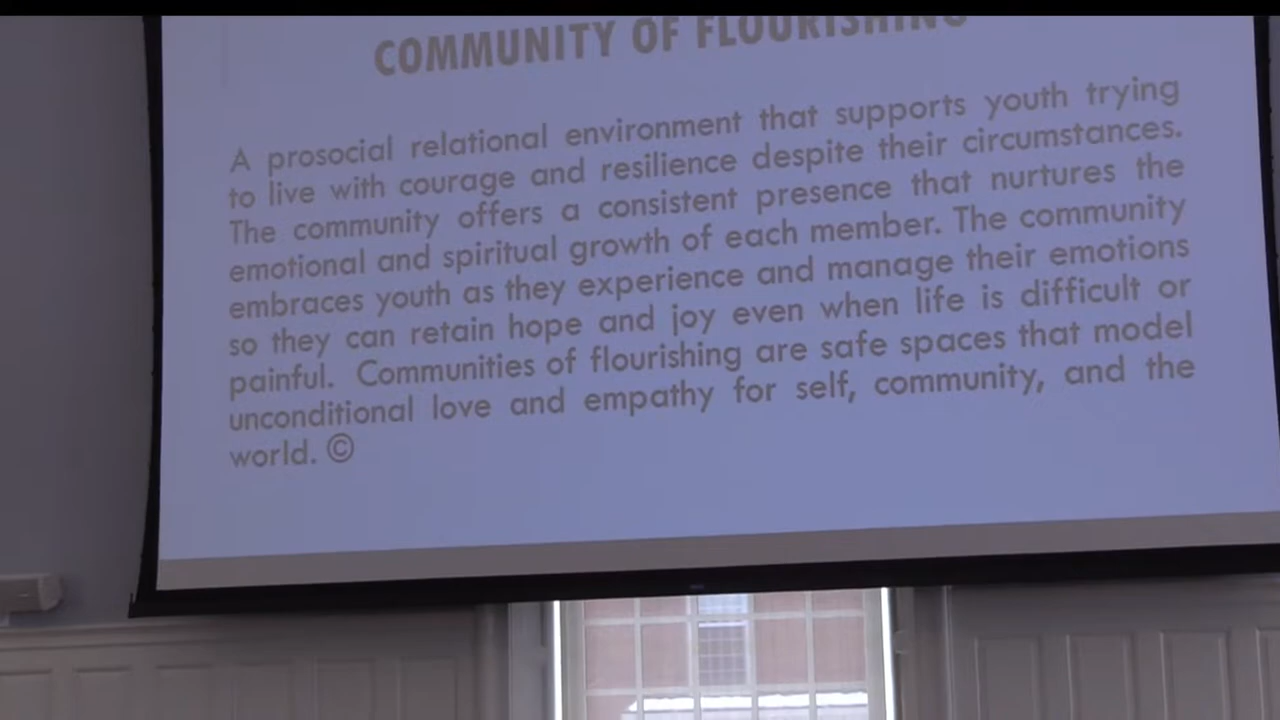 COMMUNITY OF FLOURISHING
A prosocial relational environment that supports youth trying
to live with courage and resilience despite their circumstances.
The community offers a consistent presence that nurtures the
emotional and spiritual growth of each member. The community
embraces youth as they experience and manage their emotions
so they can retain hope and joy even when life is difficult or
painful. Communities of flourishing are safe spaces that model
unconditional love and empathy for self, community, and the
world. ©